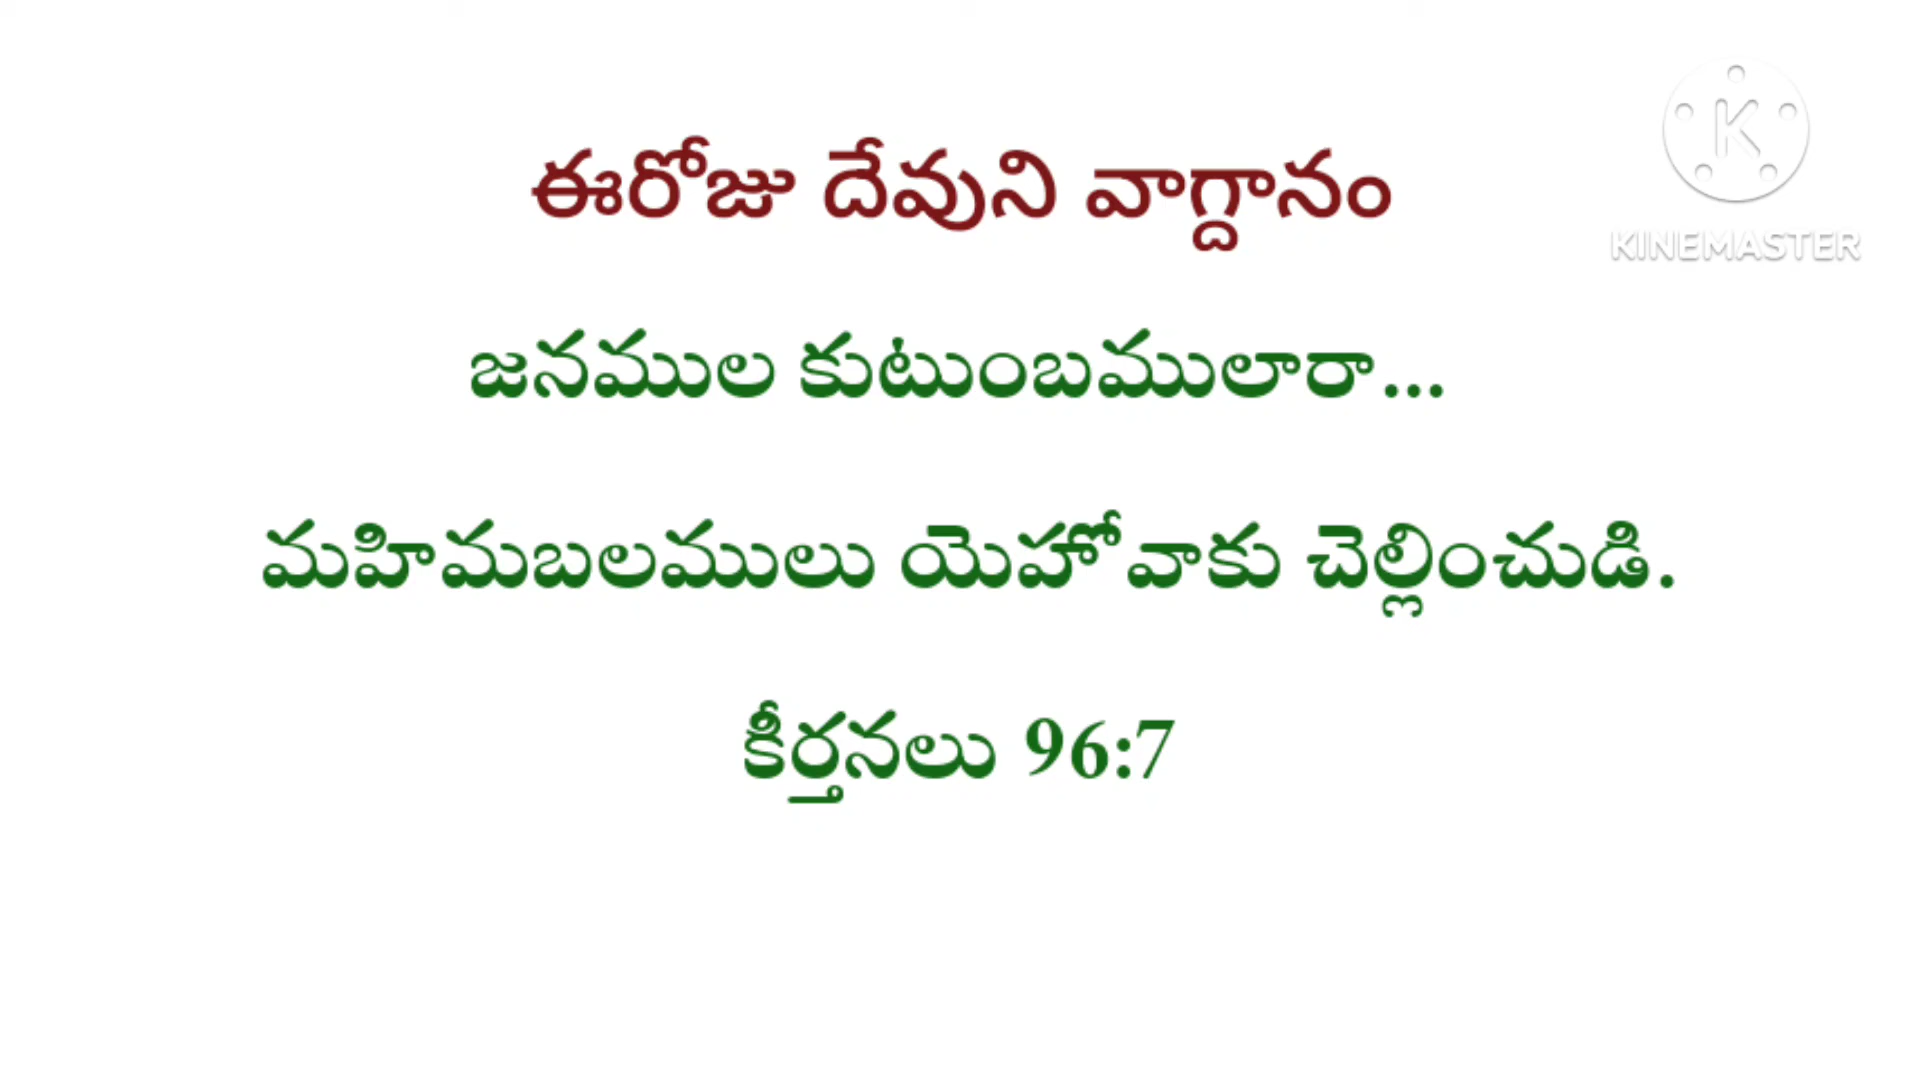 ఈరోజు దేవుని వాగ్దానం
K
KINEMASTER
జనముల కుటుంబములారా...
మహిమబలములు యెహోవాకు చెల్లించుడి.
కీర్తనలు 96:7